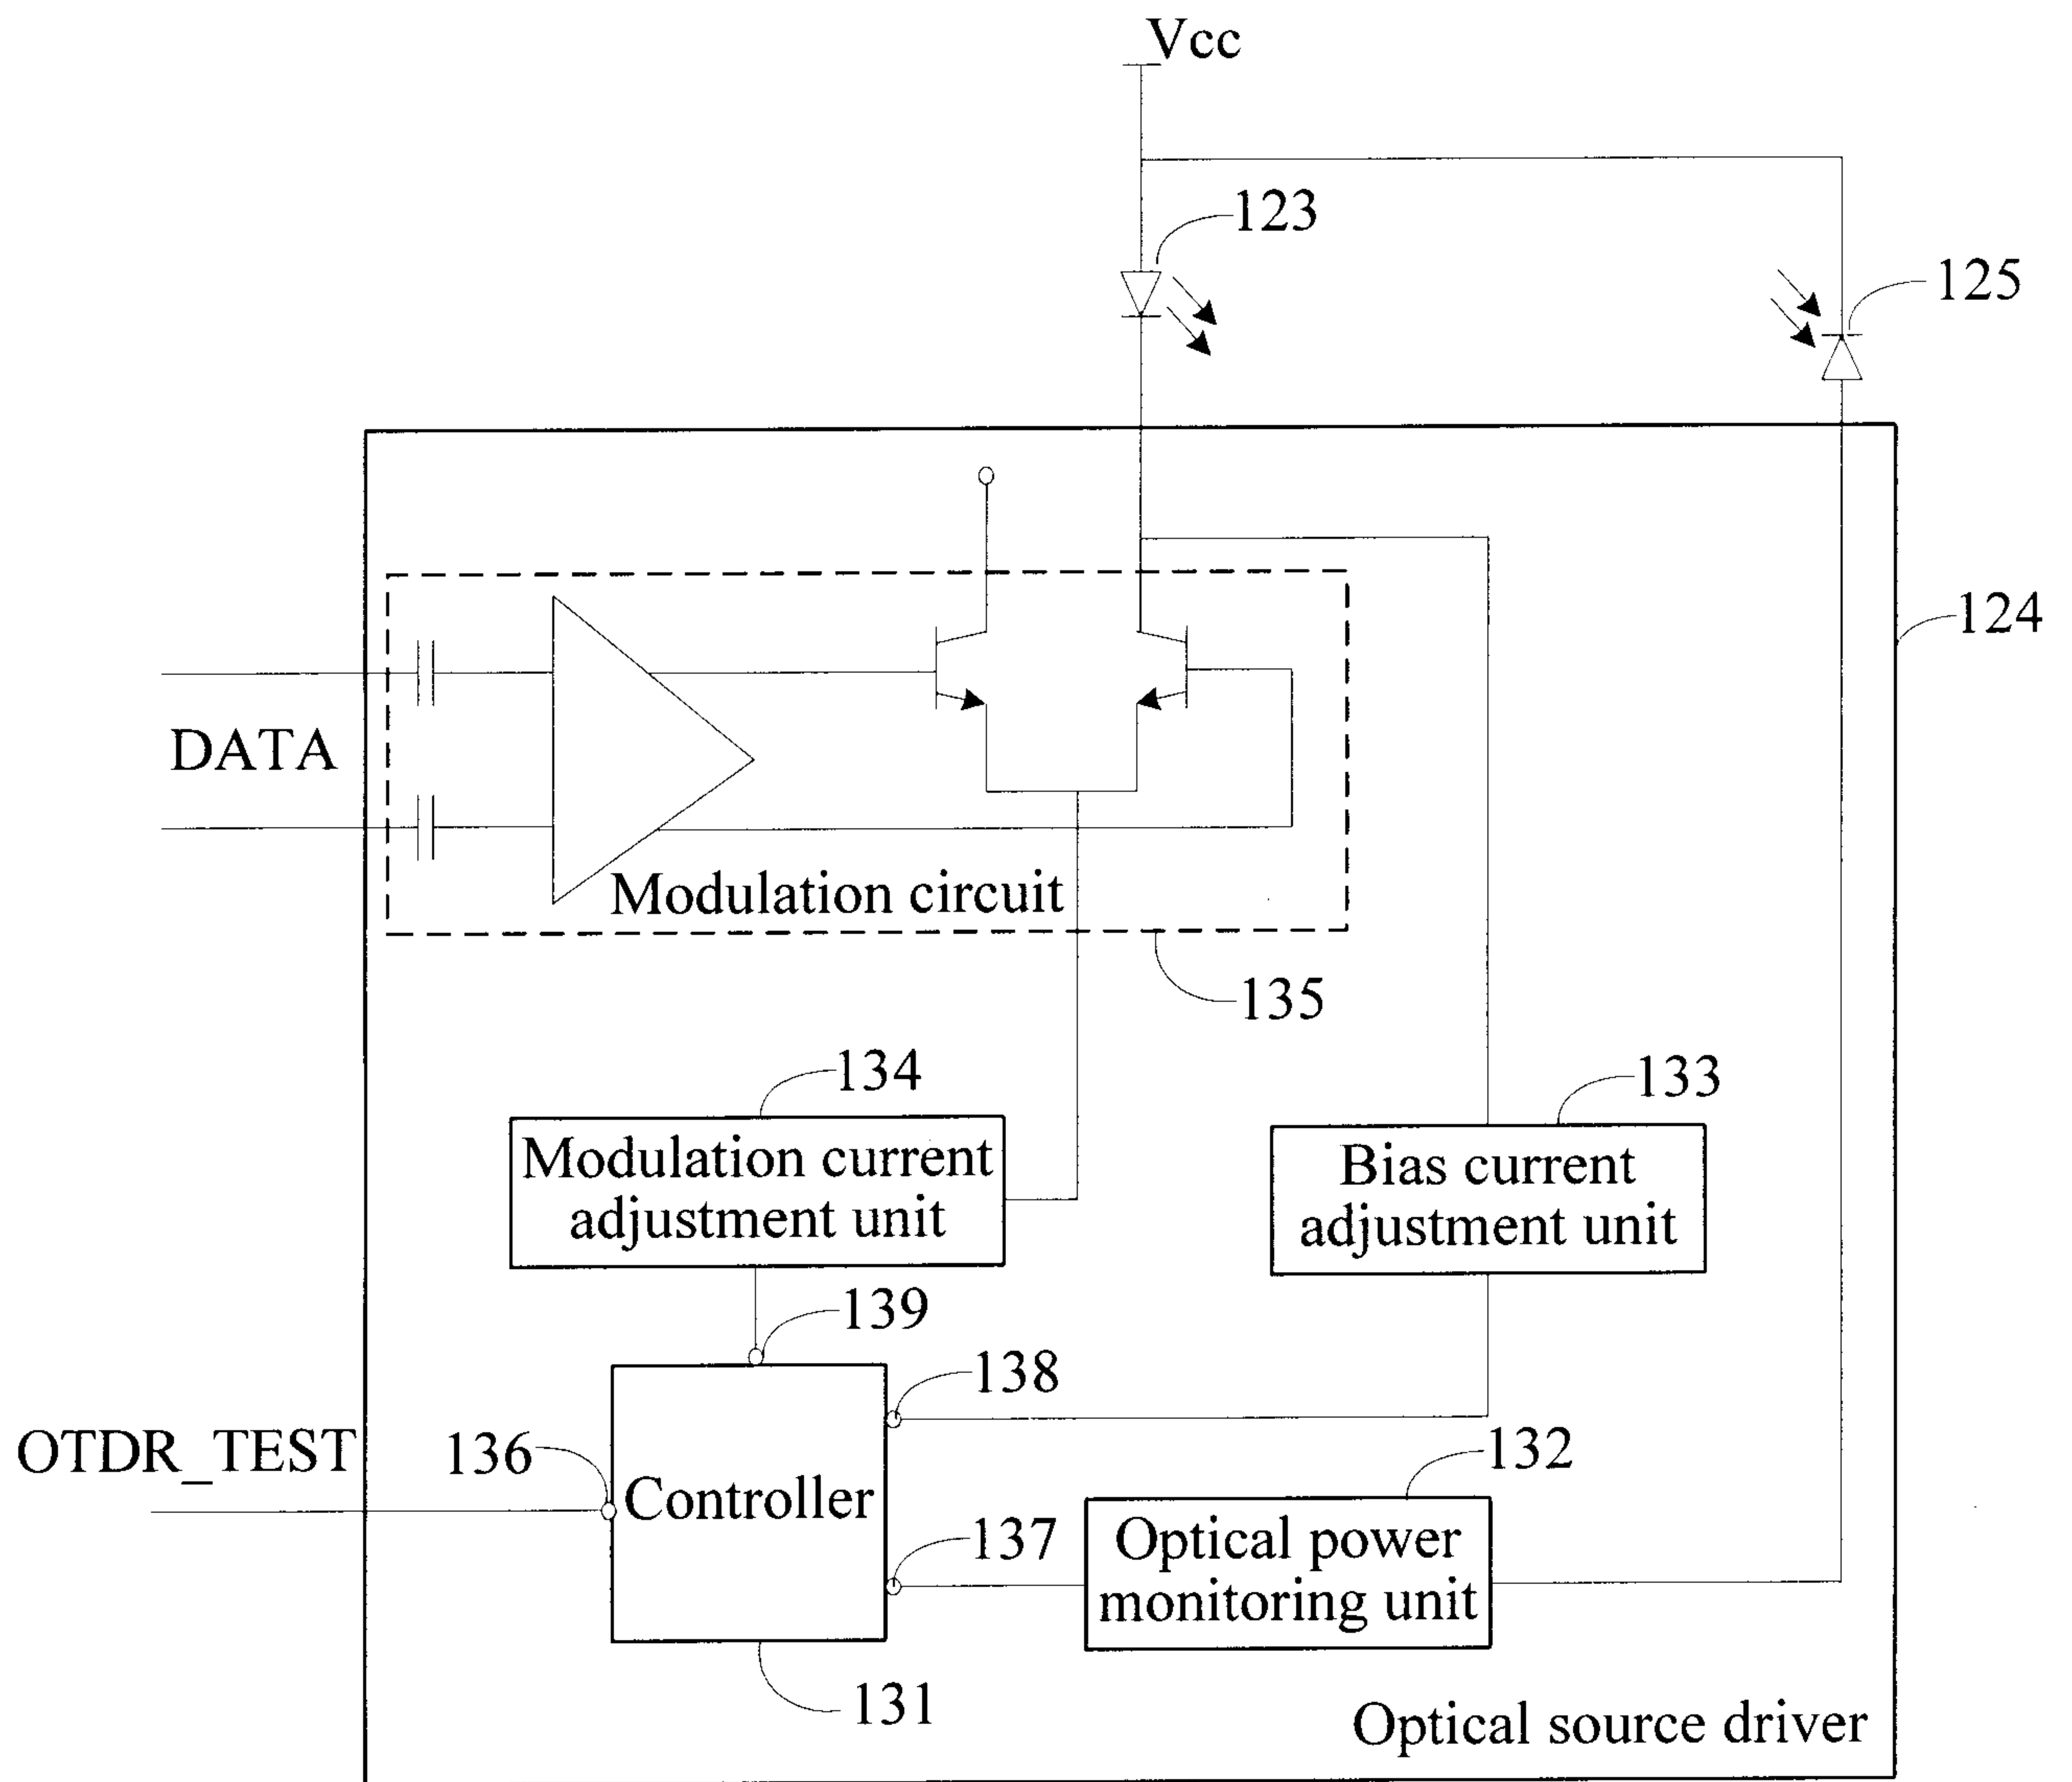 Vcc
123
125
124
DATA
Modulation circuit
135
134
133
Modulation current
adjustment unit
Bias current
adjustment unit
139
138
OTDR_TEST
136
132
Controller
137
Optical power
monitoring unit
131
Optical source driver